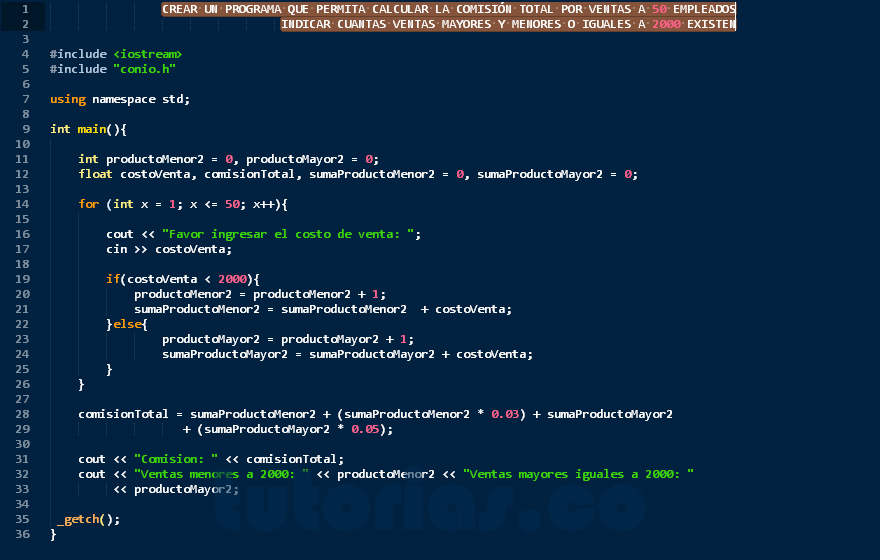 1 CREAR UN PROGRAMA QUE PERMITA CALCULAR LA COMISIÓN TOTAL POR VENTAS A 50 EMPLEADOS
2 INDICAR CUANTAS VENTAS MAYORES Y MENORES O IGUALES A 2000 EXISTEN
3
4 #include <iostream>
5 #include "conio.h"
6
7 using namespace std;
8
9 int main(){
10
11 int productoMenor2 = 0, productoMayor2 = 0;
12 float costoVenta, comisionTotal, sumaProductoMenor2 = 0, sumaProductoMayor2 = 0;
13
14 for (int x = 1; x <= 50; x++){
15
16 cout << "Favor ingresar el costo de venta: ";
17 cin >> costoVenta;
18
19 if(costoVenta < 2000){
20 productoMenor2 = productoMenor2 + 1;
21 sumaProductoMenor2 = sumaProductoMenor2  + costoVenta;
22 }else{
23 productoMayor2 = productoMayor2 + 1;
24 sumaProductoMayor2 = sumaProductoMayor2 + costoVenta;
25 }
26 }
27
28 comisionTotal = sumaProductoMenor2 + (sumaProductoMenor2 * 0.03) + sumaProductoMayor2
29 + (sumaProductoMayor2 * 0.05);
30
31 cout << "Comision: " << comisionTotal;
32 cout << "Ventas menores a 2000: " << productoMenor2 << "Ventas mayores iguales a 2000: "
33 << productoMayor2;
34
35 _getch();
36 }
tutorias.co